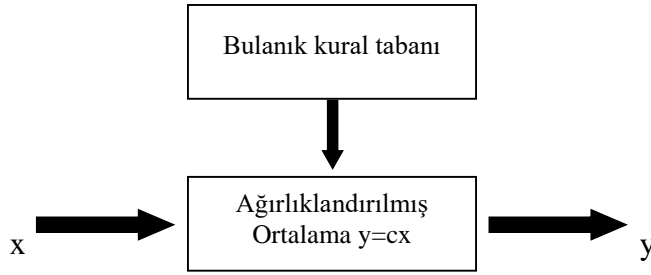 Bulanık kural tabanı
Ağırlıklandırılmış
Ortalama y=cx
x
y